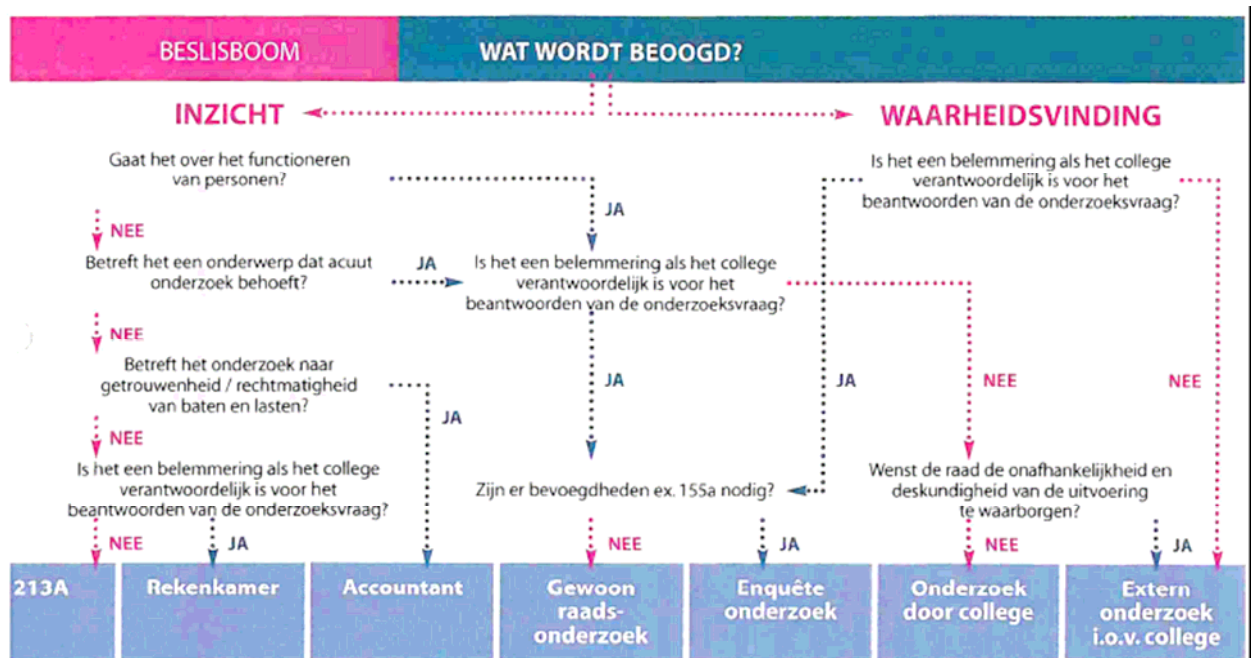 BESLISBOOM
WAT WORDT BEOOGD?
INZICHT
WAARHEIDSVINDING
Gaat het over het functioneren
van personen?
Is het een belemmering als het college
verantwoordelijk is voor het
beantwoorden van de onderzoeksvraag?
JA
NEE
Betreft het een onderwerp dat acuut
onderzoek behoeft?
JA
Is het een belemmering als het college
verantwoordelijk is voor het
beantwoorden van de onderzoeksvraag?
NEE
Betreft het onderzoek naar
getrouwenheid / rechtmatigheid
van baten en lasten?
JA
JA
NEE
NEE
JA
NEE
Is het een belemmering als het college
verantwoordelijk is voor het
beantwoorden van de onderzoeksvraag?
Zijn er bevoegdheden ex. 155a nodig?
Wenst de raad de onafhankelijkheid en
deskundigheid van de uitvoering
te waarborgen?
NEE
JA
NEE
JA
NEE
JA
213A
Rekenkamer
Accountant
Gewoon
raads-
onderzoek
Enquête
onderzoek
Onderzoek
door college
Extern
onderzoek
i.o.v. college